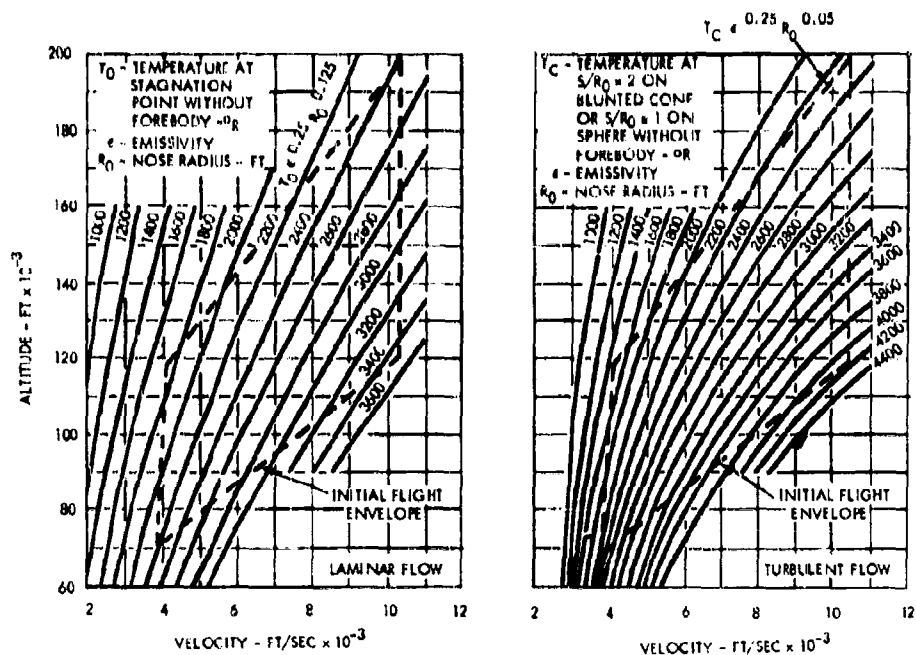 T₀ - TEMPERATURE AT
STAGNATION
POINT WITHOUT
FOREBODY - °R
ϵ - EMISSIVITY
R₀ - NOSE RADIUS - FT
T₀ ϵ 0.25 R₀ 0.125
1000 1200 1400 1600 1800 2000 2200 2400 2600 2800 3000 3200 3400 3600
INITIAL FLIGHT
ENVELOPE
LAMINAR FLOW
200
180
160
140
120
100
80
60
ALTITUDE - FT x 10⁻³
2 4 6 8 10 12
VELOCITY - FT/SEC x 10⁻³
T_C ϵ 0.25 R₀ 0.05
T_C - TEMPERATURE AT
S/R₀ = 2 ON
BLUNTED CONE
OR S/R₀ = 1 ON
SPHERE WITHOUT
FOREBODY - °R
ϵ - EMISSIVITY
R₀ - NOSE RADIUS - FT
1000 1200 1400 1600 1800 2000 2200 2400 2600 2800 3000 3200 3400 3600 3800 4000 4200 4400
INITIAL FLIGHT
ENVELOPE
TURBULENT FLOW
2 4 6 8 10 12
VELOCITY - FT/SEC x 10⁻³